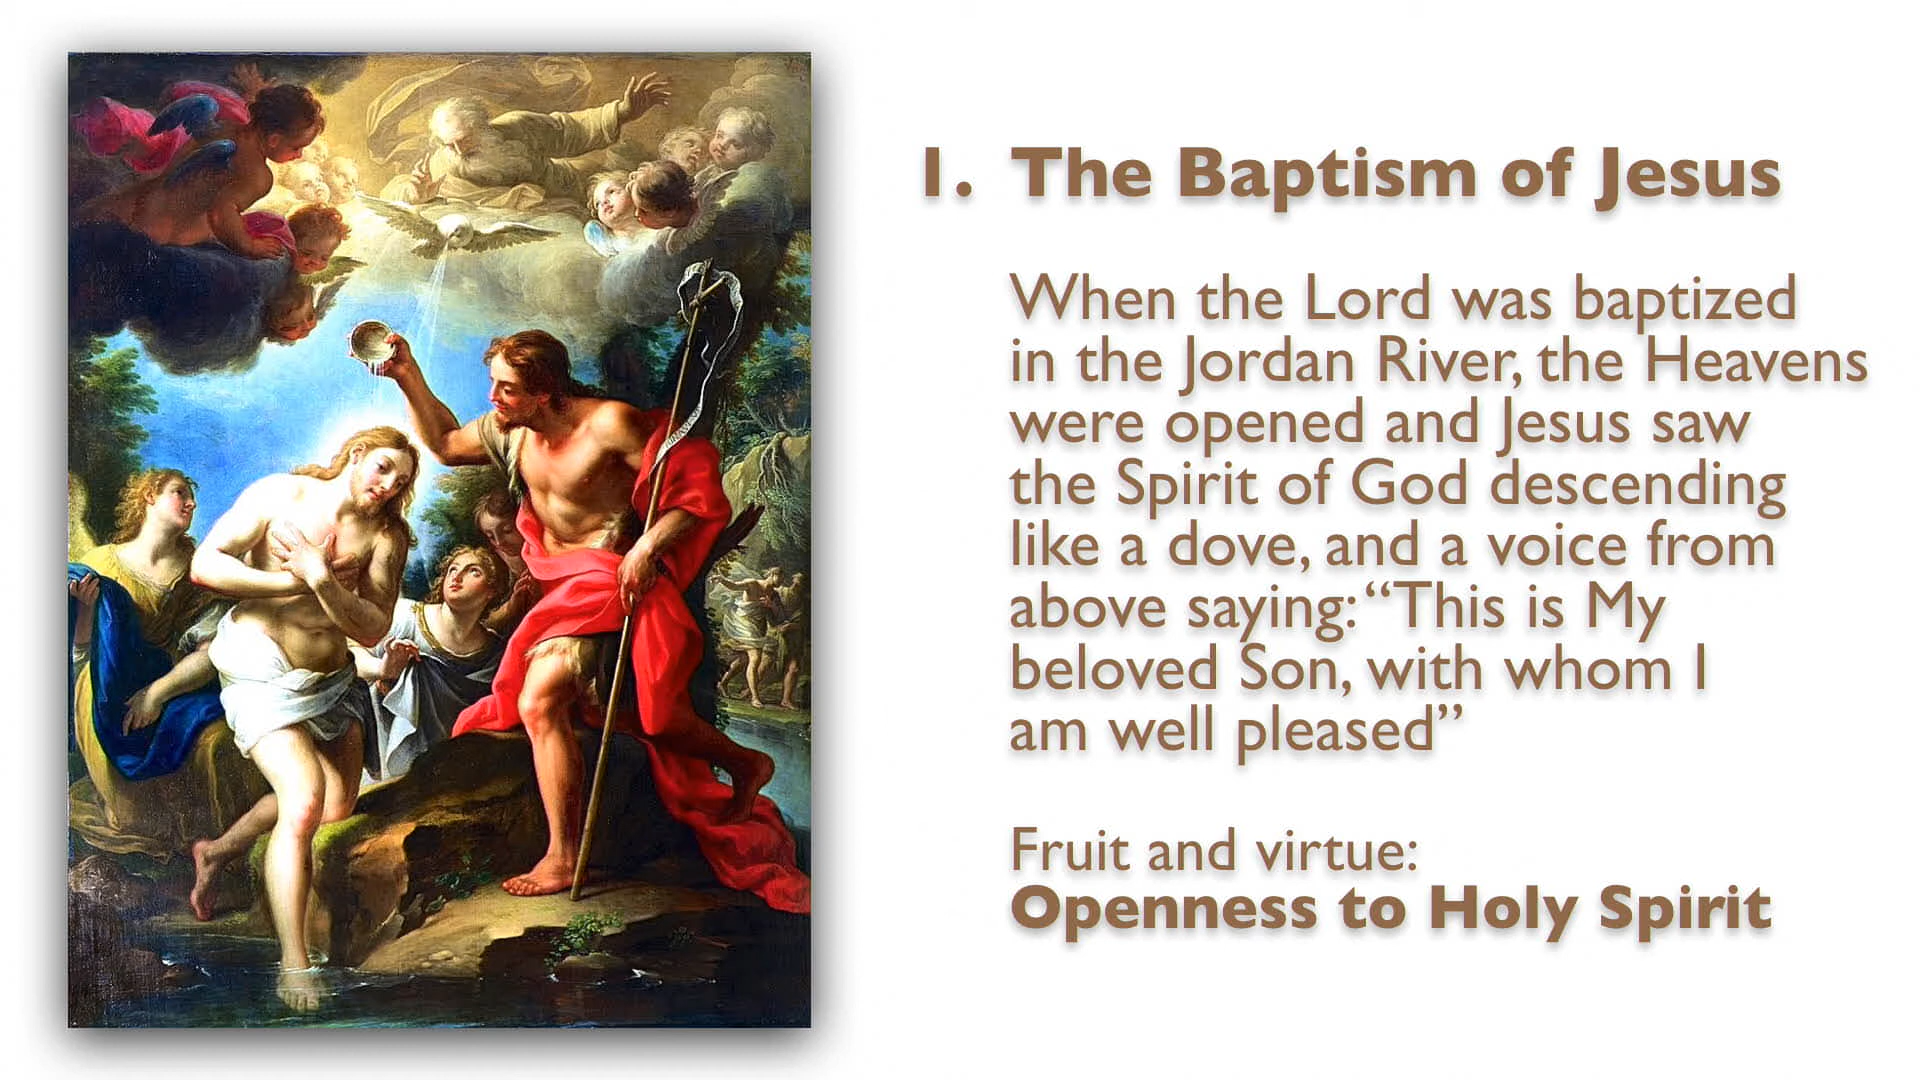 1. The Baptism of Jesus
When the Lord was baptized
in the Jordan River, the Heavens
were opened and Jesus saw
the Spirit of God descending
like a dove, and a voice from
above saying: “This is My
beloved Son, with whom I
am well pleased”
Fruit and virtue:
Openness to Holy Spirit